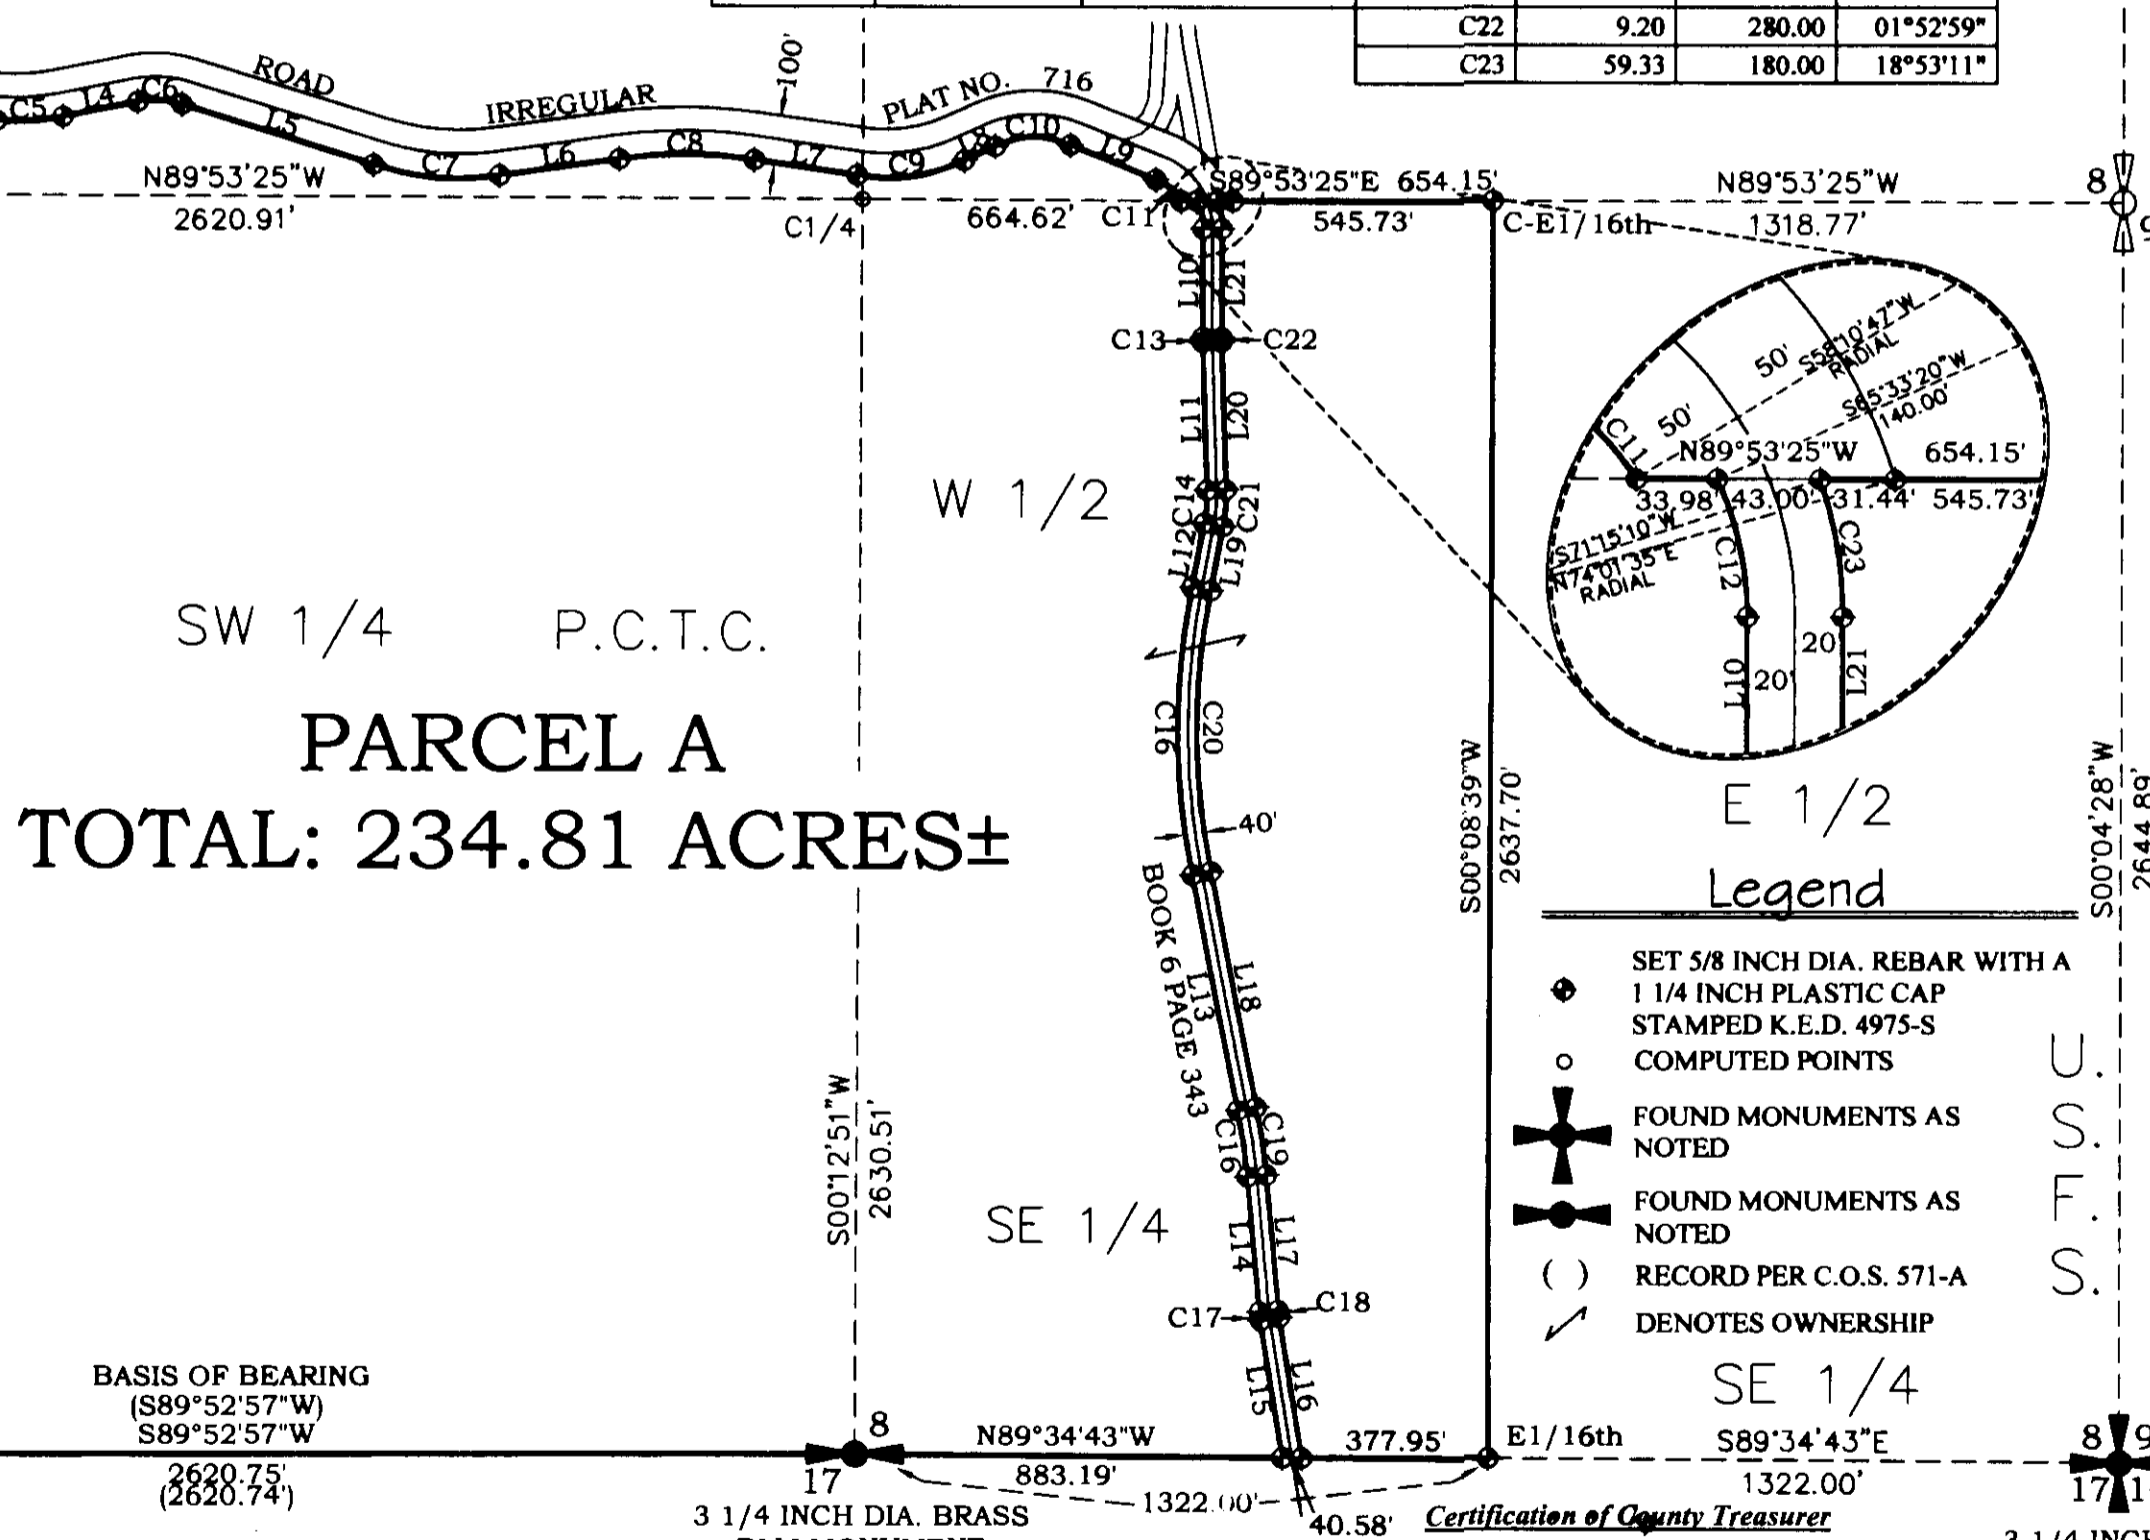 C22 9.20 280.00 01°52'59"
C23 59.33 180.00 18°53'11"
ROAD IRREGULAR PLAT NO. 716
100'
C5 L4 C6 L5 C7 L6 C8 L7 C9 L8 C10 L9
N89°53'25"W
2620.91'
C1/4
664.62'
C11
S89°53'25"E 654.15'
545.73'
C-E1/16th
N89°53'25"W
1318.77'
8
9
L10
L21
C13
C22
L11
L20
C14
C21
L12
L19
C16
C20
40'
BOOK 6 PAGE 343
L13
L18
C16
C19
L14
L17
C17
C18
L15
L16
50'
S58°10'47"W
RADIAL
50'
S65°33'20"W
140.00'
C11
N89°53'25"W
654.15'
33.98'
43.00'
31.44'
545.73'
S71°15'10"W
N74°01'35"E
RADIAL
C12
C23
20'
20'
L10
L21
W 1/2
SW 1/4
P.C.T.C.
PARCEL A
TOTAL: 234.81 ACRES±
SE 1/4
S00°12'51"W
2630.51'
S00°08'39"W
2637.70'
S00°04'28"W
2644.89'
E 1/2
Legend
SET 5/8 INCH DIA. REBAR WITH A
1 1/4 INCH PLASTIC CAP
STAMPED K.E.D. 4975-S
COMPUTED POINTS
FOUND MONUMENTS AS
NOTED
FOUND MONUMENTS AS
NOTED
( ) RECORD PER C.O.S. 571-A
DENOTES OWNERSHIP
U.
S.
F.
S.
SE 1/4
BASIS OF BEARING
(S89°52'57"W)
S89°52'57"W
2620.75'
(2620.74')
8
17
N89°34'43"W
883.19'
377.95'
1322.00'
40.58'
E1/16th
S89°34'43"E
1322.00'
8 9
17
3 1/4 INCH DIA. BRASS
Certification of County Treasurer
3 1/4 INCH